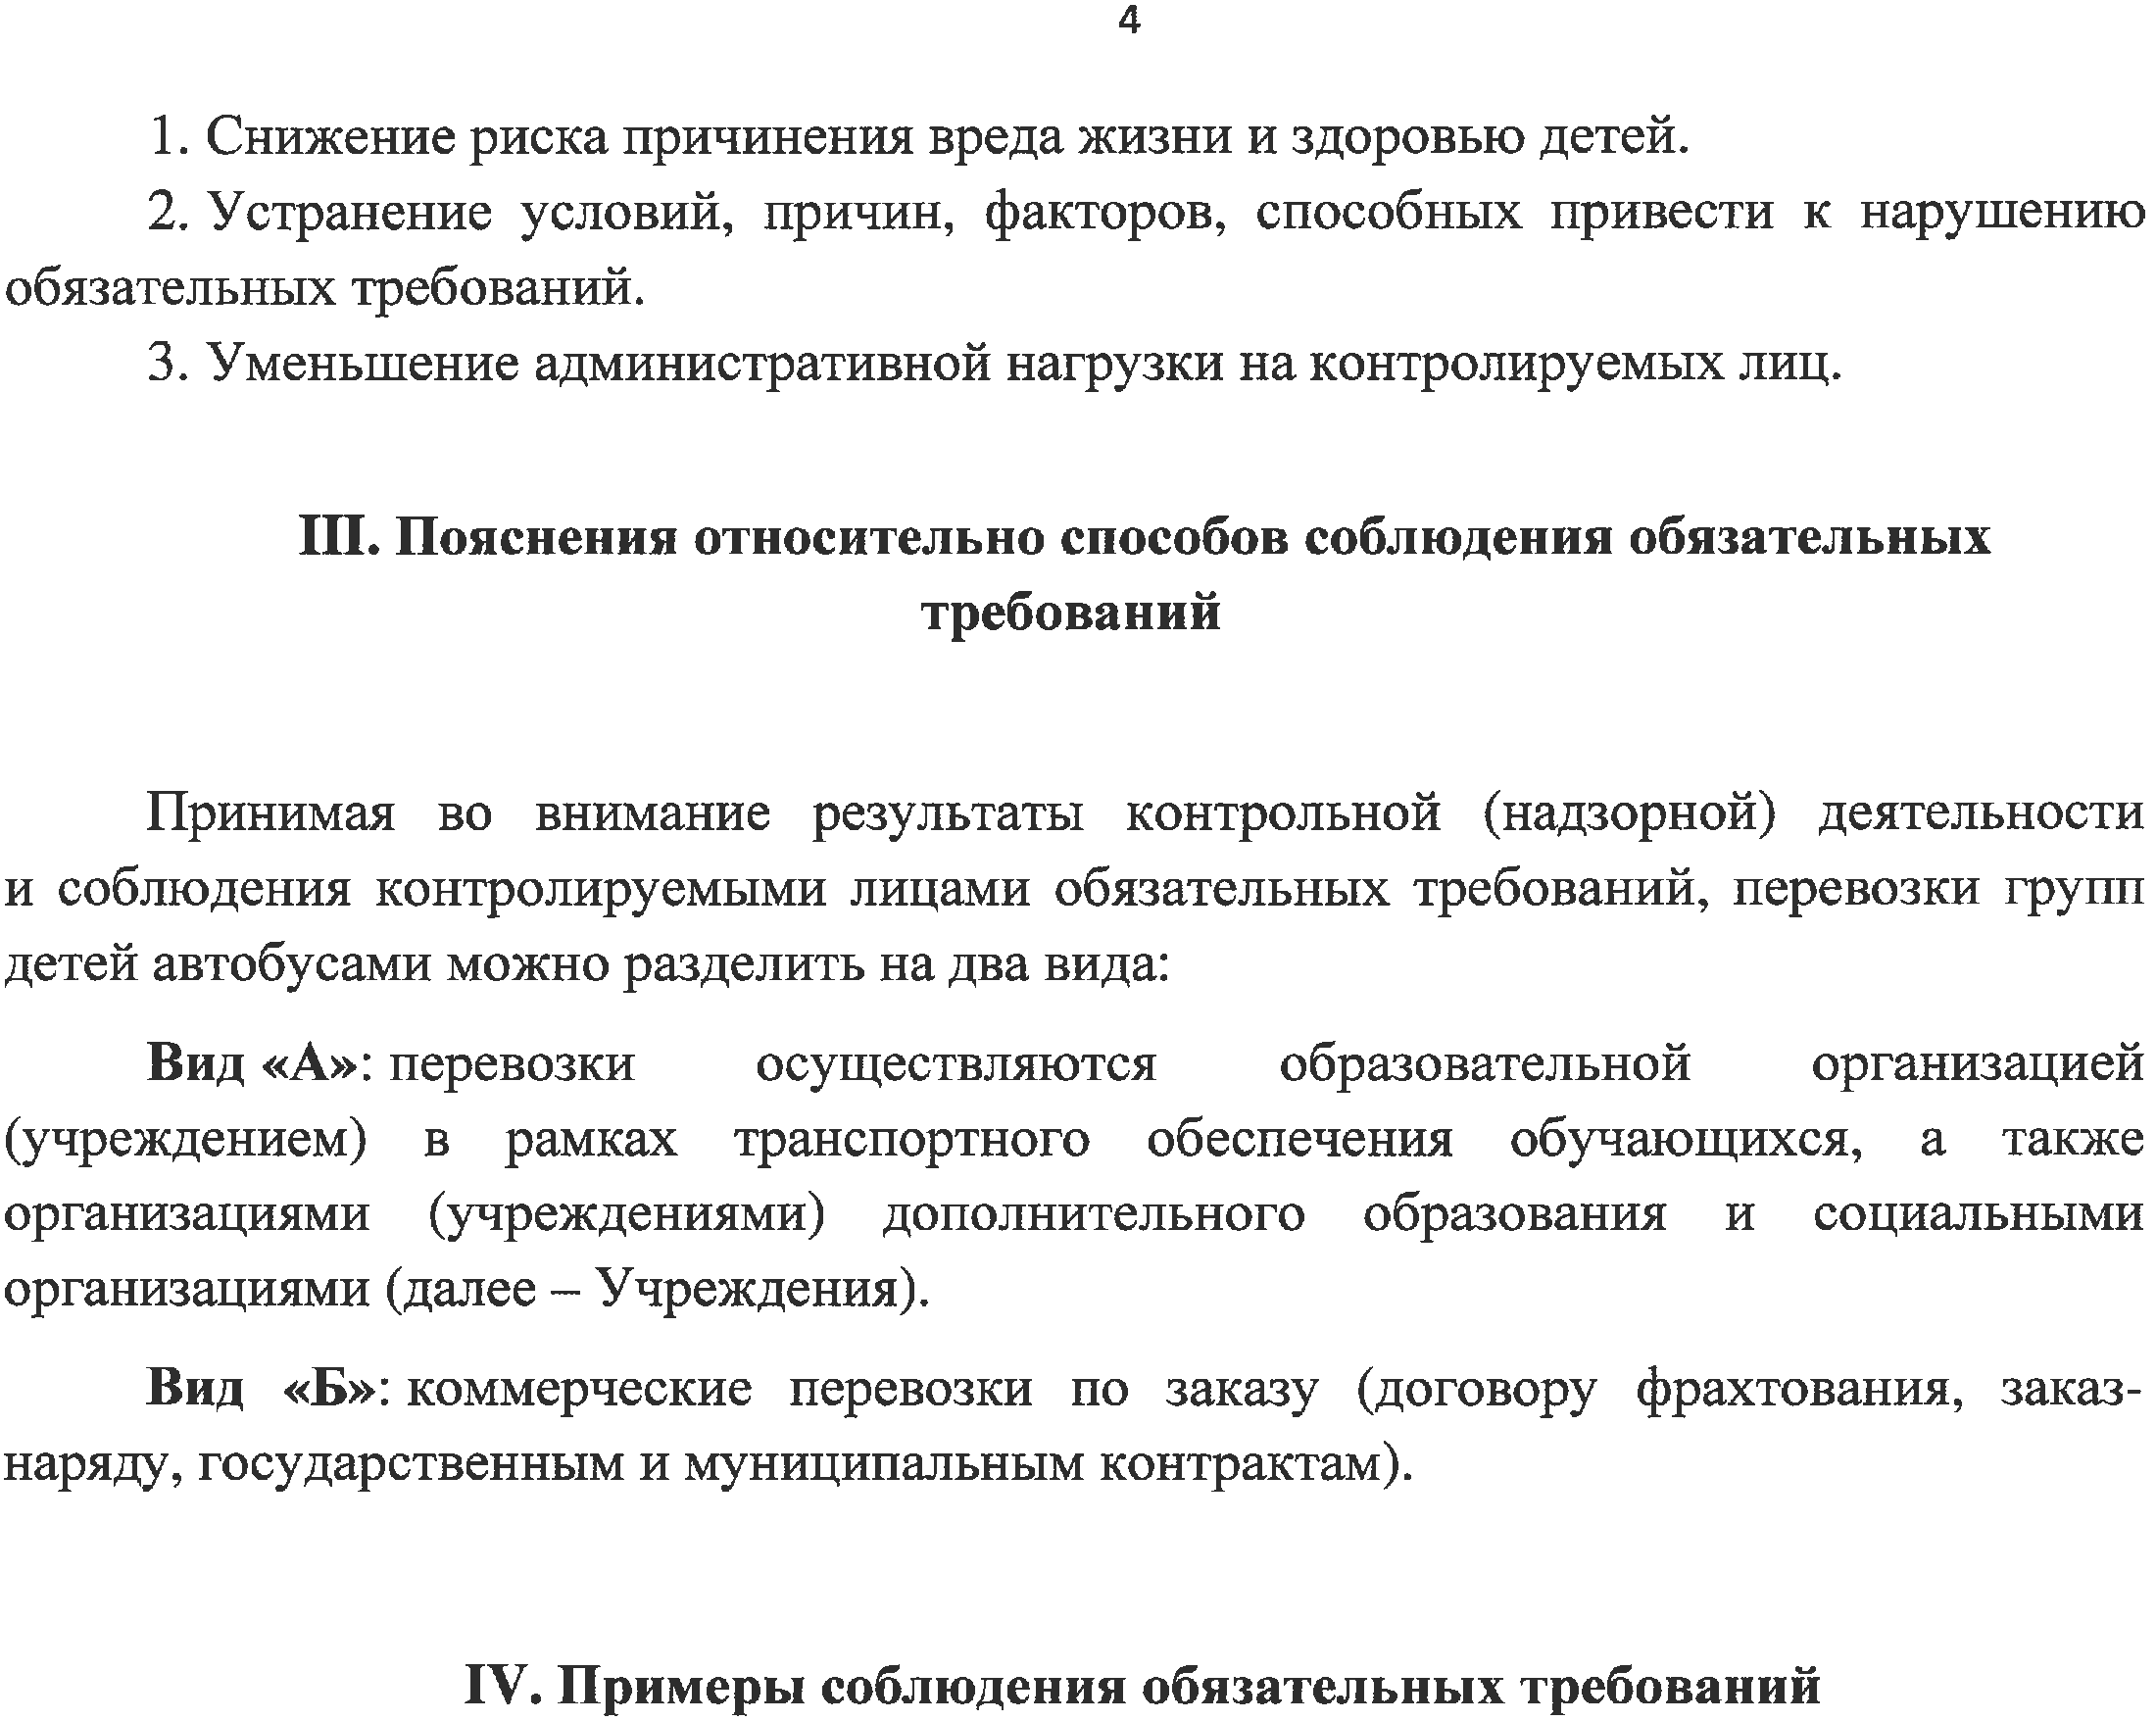 4
1. Снижение риска причинения вреда жизни и здоровью детей.
2. Устранение условий, причин, факторов, способных привести к нарушению
обязательных требований.
3. Уменьшение административной нагрузки на контролируемых лиц.
III. Пояснения относительно способов соблюдения обязательных
требований
Принимая во внимание результаты контрольной (надзорной) деятельности
и соблюдения контролируемыми лицами обязательных требований, перевозки групп
детей автобусами можно разделить на два вида:
Вид «А»: перевозки осуществляются образовательной организацией
(учреждением) в рамках транспортного обеспечения обучающихся, а также
организациями (учреждениями) дополнительного образования и социальными
организациями (далее – Учреждения).
Вид «Б»: коммерческие перевозки по заказу (договору фрахтования, заказ-
наряду, государственным и муниципальным контрактам).
IV. Примеры соблюдения обязательных требований